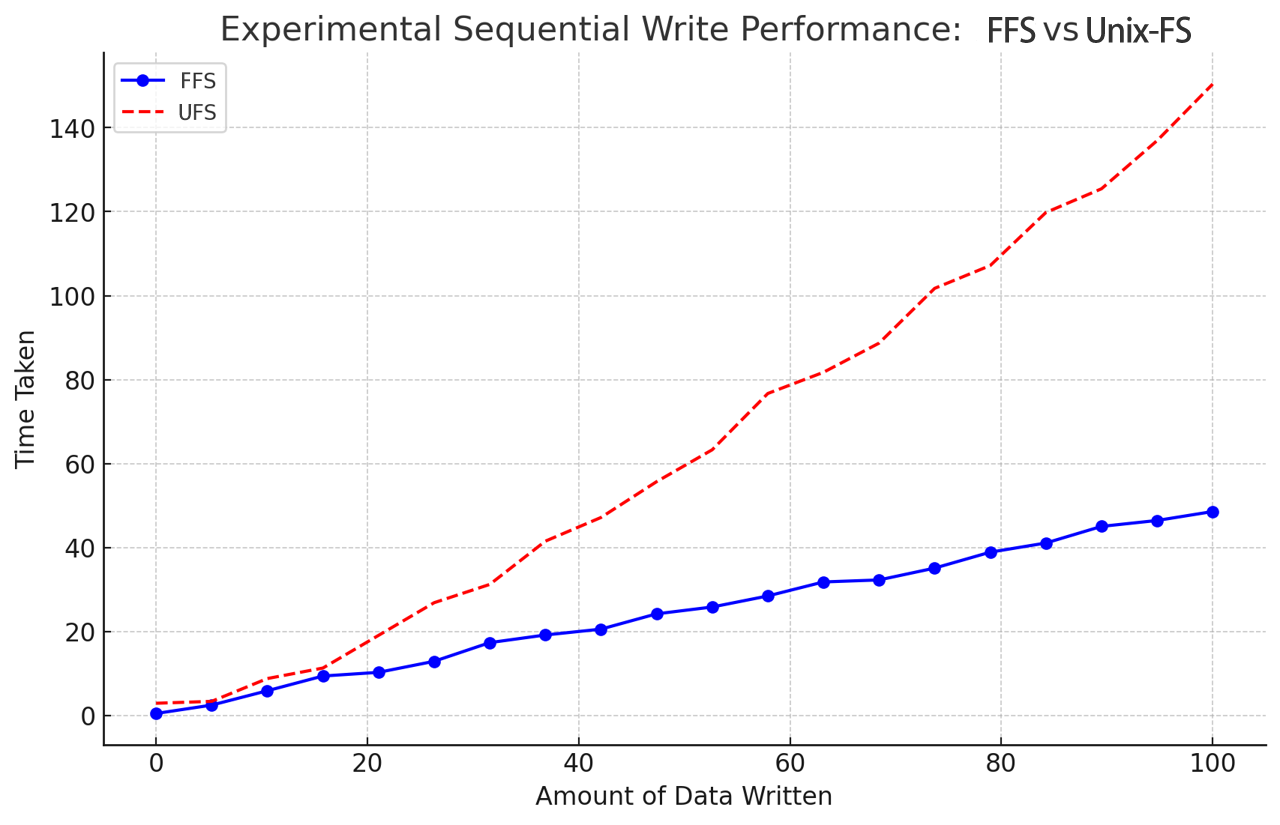 Experimental Sequential Write Performance: FFS vs Unix-FS
FFS
UFS
Time Taken
140
120
100
80
60
40
20
0
0 20 40 60 80 100
Amount of Data Written